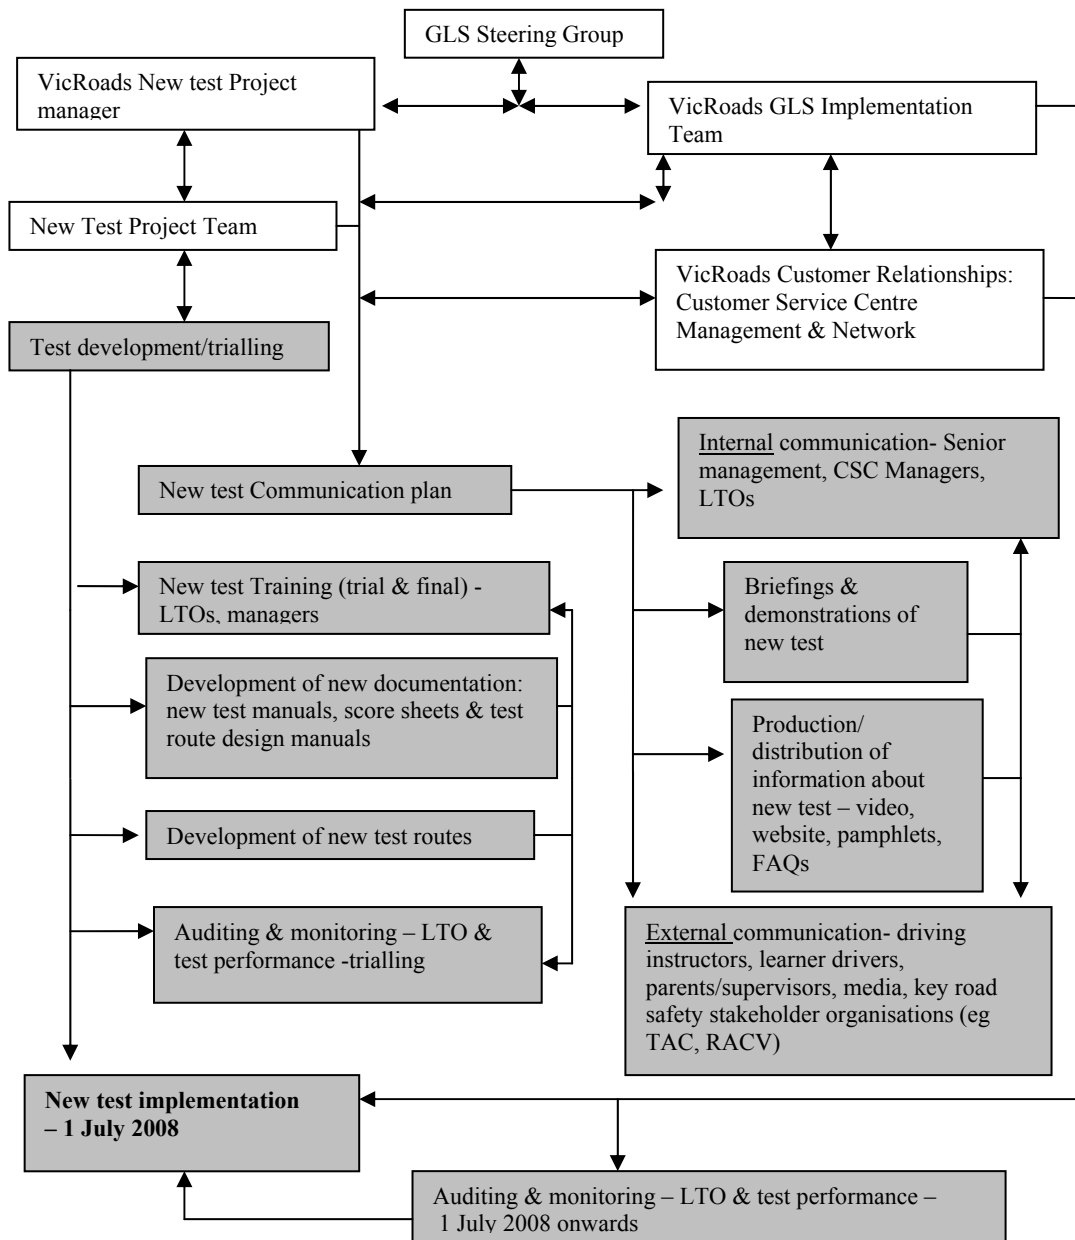 GLS Steering Group
VicRoads New test Project
manager
VicRoads GLS Implementation
Team
New Test Project Team
VicRoads Customer Relationships:
Customer Service Centre
Management & Network
Test development/trialling
Internal communication- Senior
management, CSC Managers,
LTOs
New test Communication plan
New test Training (trial & final) -
LTOs, managers
Briefings &
demonstrations of
new test
Development of new documentation:
new test manuals, score sheets & test
route design manuals
Production/
distribution of
information about
new test – video,
website, pamphlets,
FAQs
Development of new test routes
Auditing & monitoring – LTO &
test performance -trialling
External communication- driving
instructors, learner drivers,
parents/supervisors, media, key road
safety stakeholder organisations (eg
TAC, RACV)
New test implementation
– 1 July 2008
Auditing & monitoring – LTO & test performance –
1 July 2008 onwards